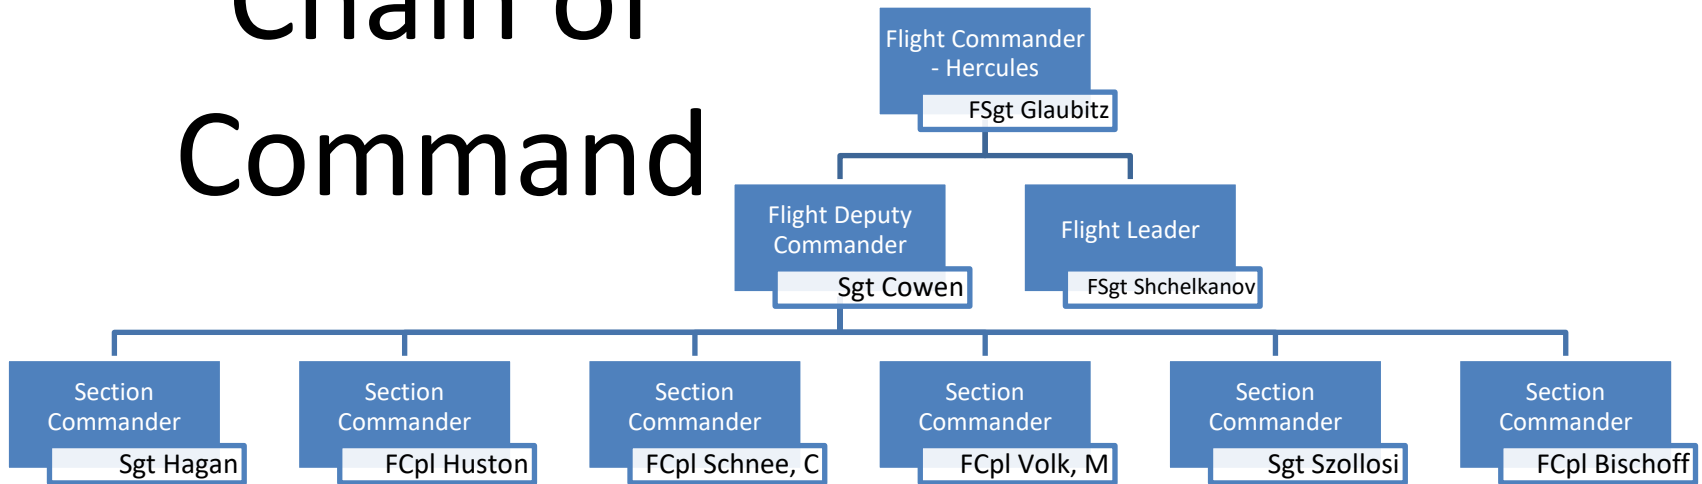 Chain of
Command
Flight Commander
- Hercules
FSgt Glaubitz
Flight Deputy
Commander
Sgt Cowen
Flight Leader
FSgt Shchelkanov
Section
Commander
Sgt Hagan
Section
Commander
FCpl Huston
Section
Commander
FCpl Schnee, C
Section
Commander
FCpl Volk, M
Section
Commander
Sgt Szollosi
Section
Commander
FCpl Bischoff